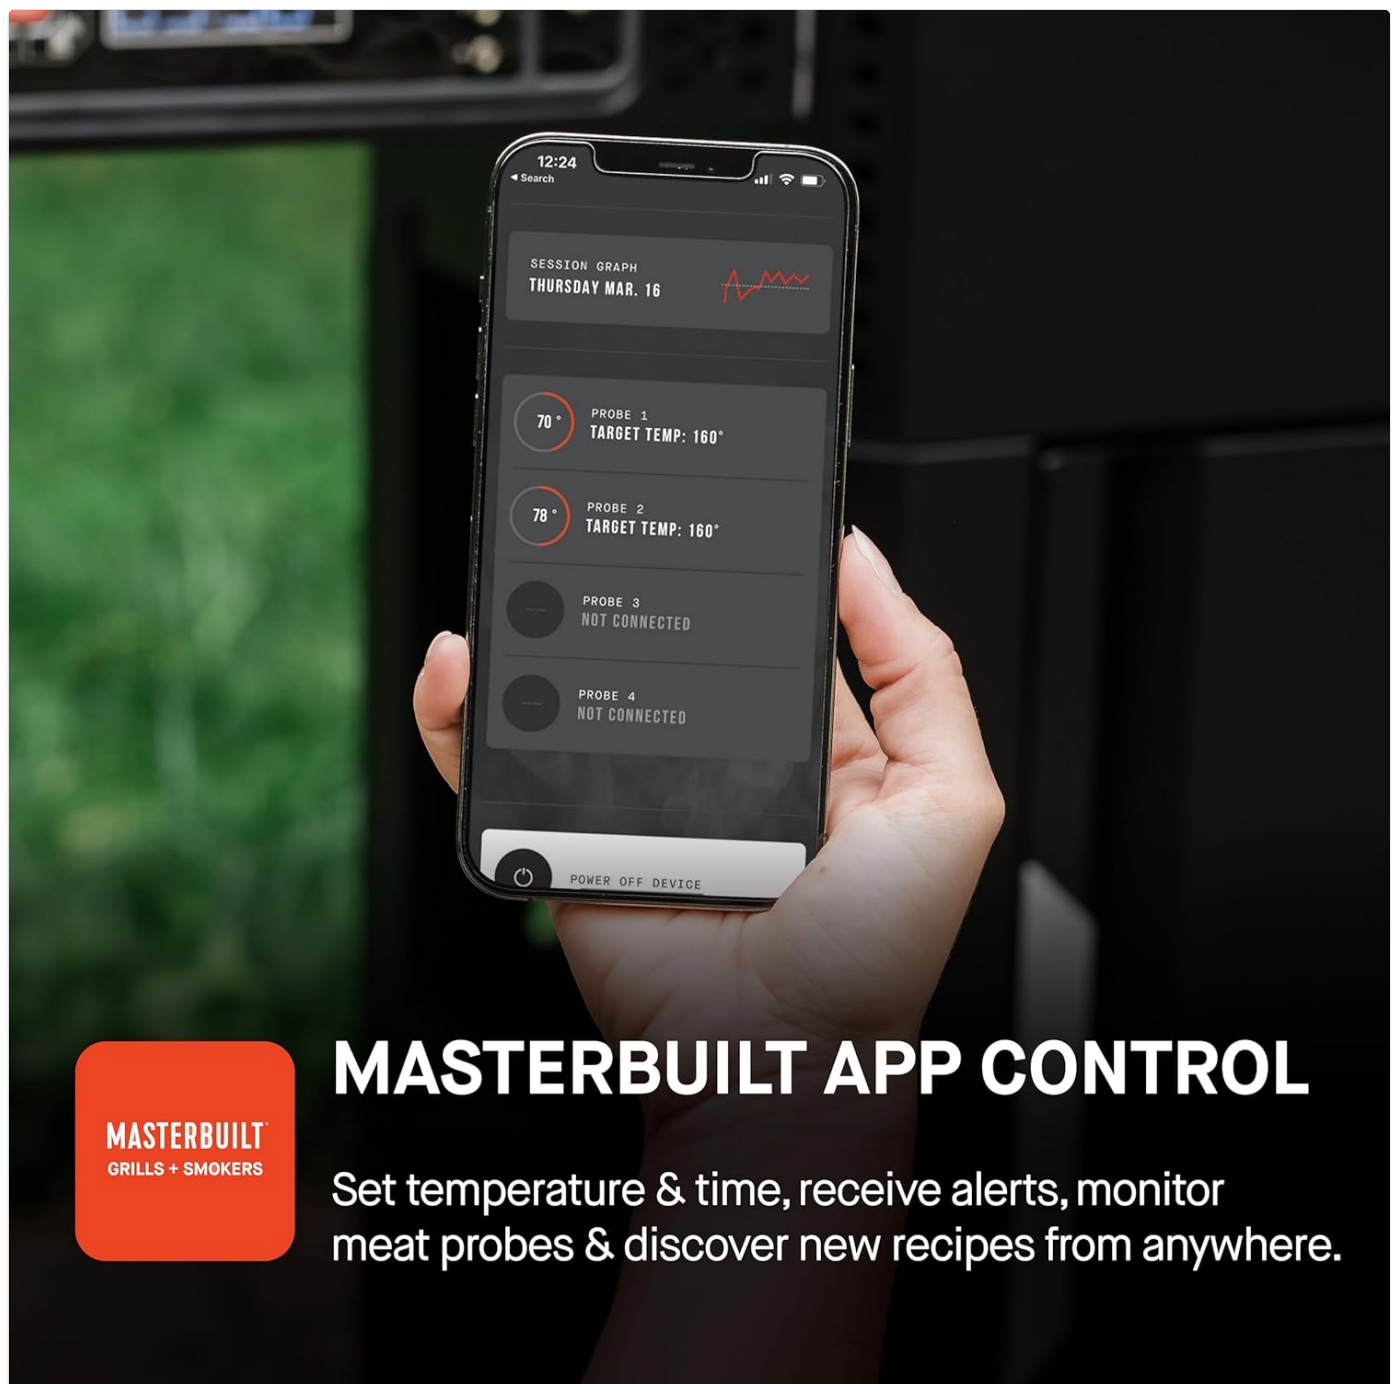 12:24
◀ Search
SESSION GRAPH
THURSDAY MAR. 16
70°
PROBE 1
TARGET TEMP: 160°
78°
PROBE 2
TARGET TEMP: 160°
--
PROBE 3
NOT CONNECTED
--
PROBE 4
NOT CONNECTED
POWER OFF DEVICE
MASTERBUILT APP CONTROL
MASTERBUILT
GRILLS + SMOKERS
Set temperature & time, receive alerts, monitor
meat probes & discover new recipes from anywhere.